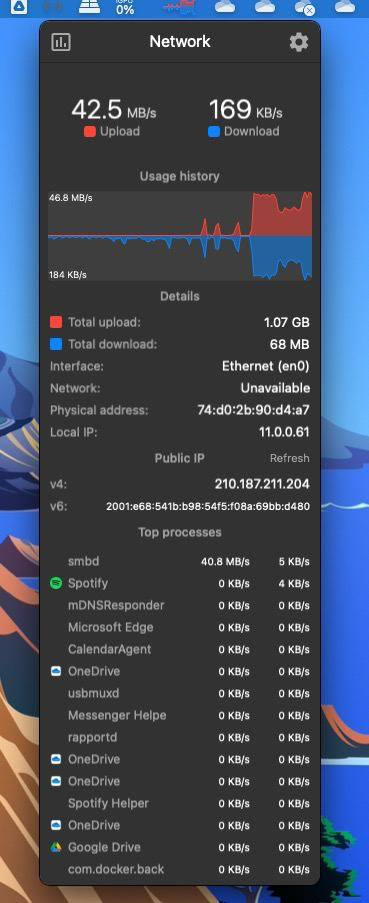 iGPU
0%
Network
42.5 MB/s 169 KB/s
Upload Download
Usage history
46.8 MB/s
184 KB/s
Details
Total upload: 1.07 GB
Total download: 68 MB
Interface: Ethernet (en0)
Network: Unavailable
Physical address: 74:d0:2b:90:d4:a7
Local IP: 11.0.0.61
Public IP Refresh
v4: 210.187.211.204
v6: 2001:e68:541b:b98:54f5:f08a:69bb:d480
Top processes
smbd 40.8 MB/s 5 KB/s
Spotify 0 KB/s 4 KB/s
mDNSResponder 0 KB/s 0 KB/s
Microsoft Edge 0 KB/s 0 KB/s
CalendarAgent 0 KB/s 0 KB/s
OneDrive 0 KB/s 0 KB/s
usbmuxd 0 KB/s 0 KB/s
Messenger Helpe 0 KB/s 0 KB/s
rapportd 0 KB/s 0 KB/s
OneDrive 0 KB/s 0 KB/s
OneDrive 0 KB/s 0 KB/s
Spotify Helper 0 KB/s 0 KB/s
OneDrive 0 KB/s 0 KB/s
Google Drive 0 KB/s 0 KB/s
com.docker.back 0 KB/s 0 KB/s